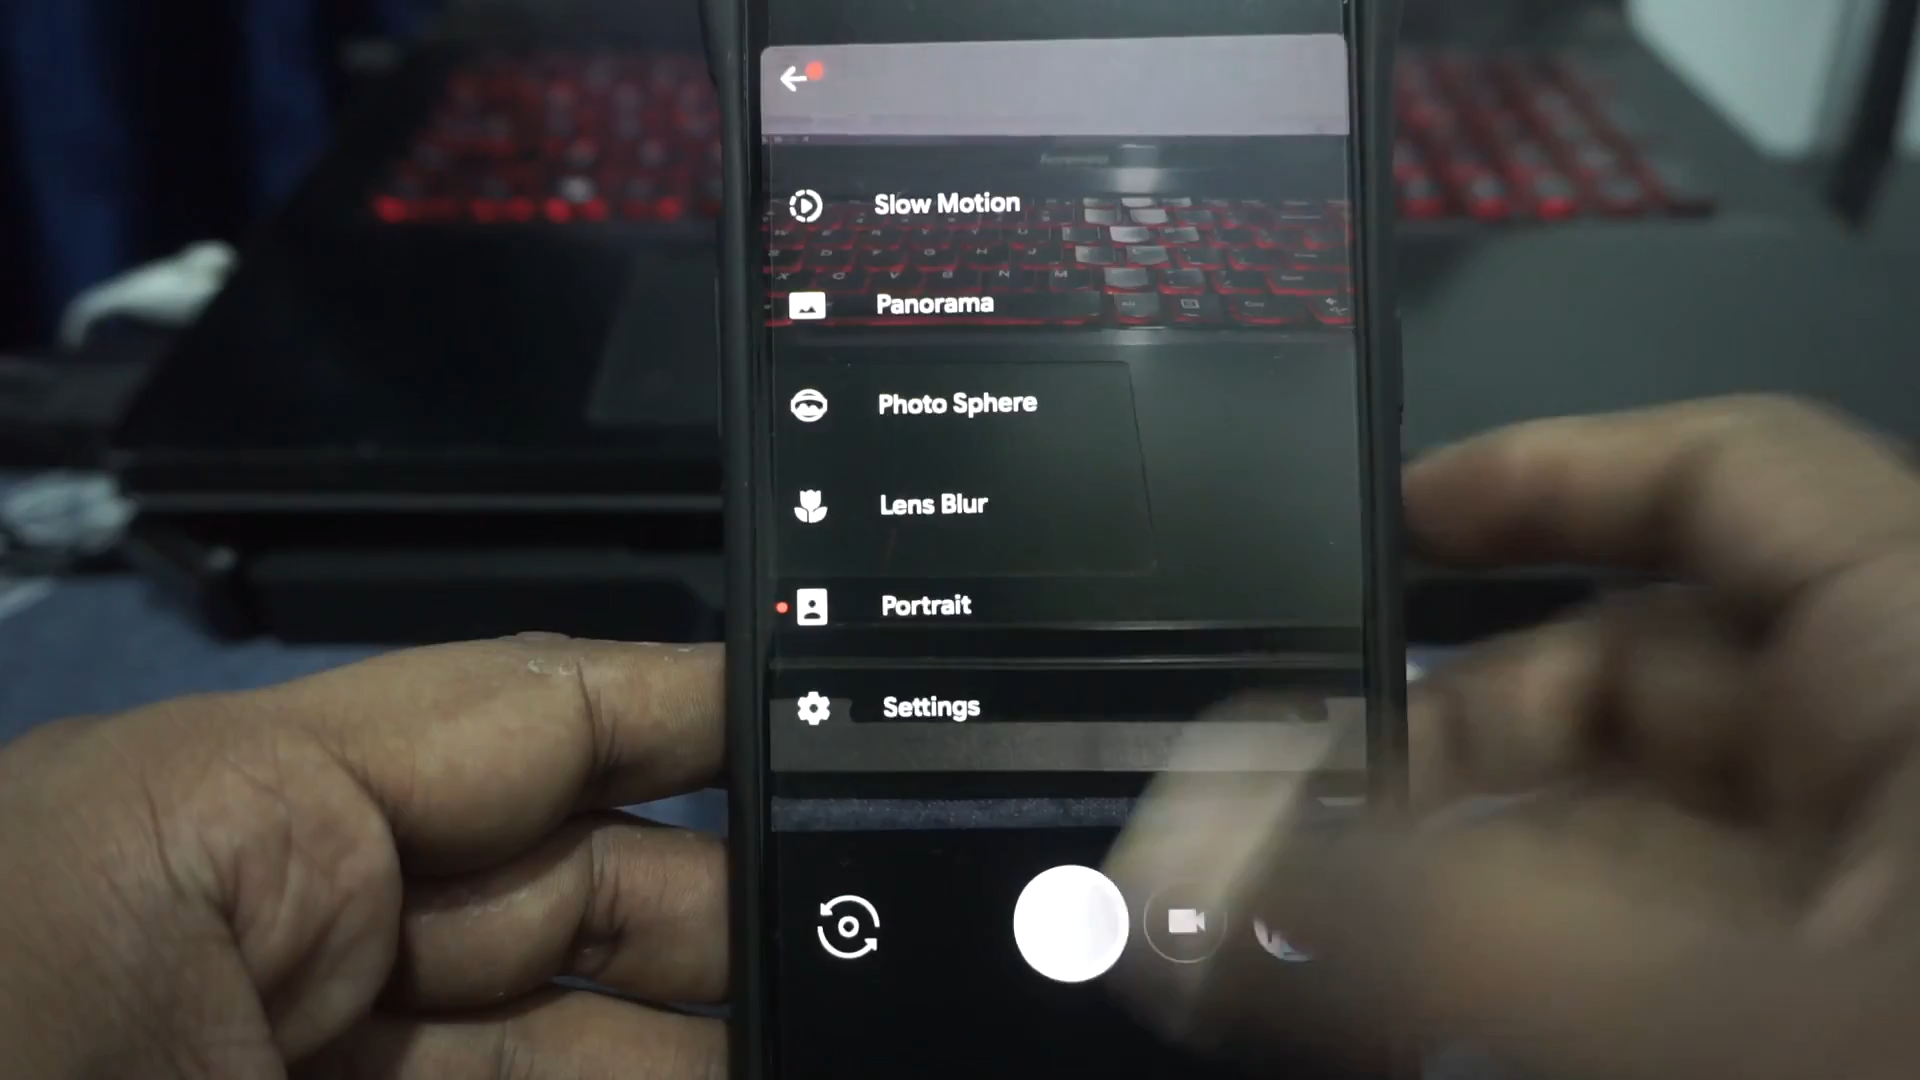 Slow Motion
Panorama
Photo Sphere
Lens Blur
Portrait
Settings